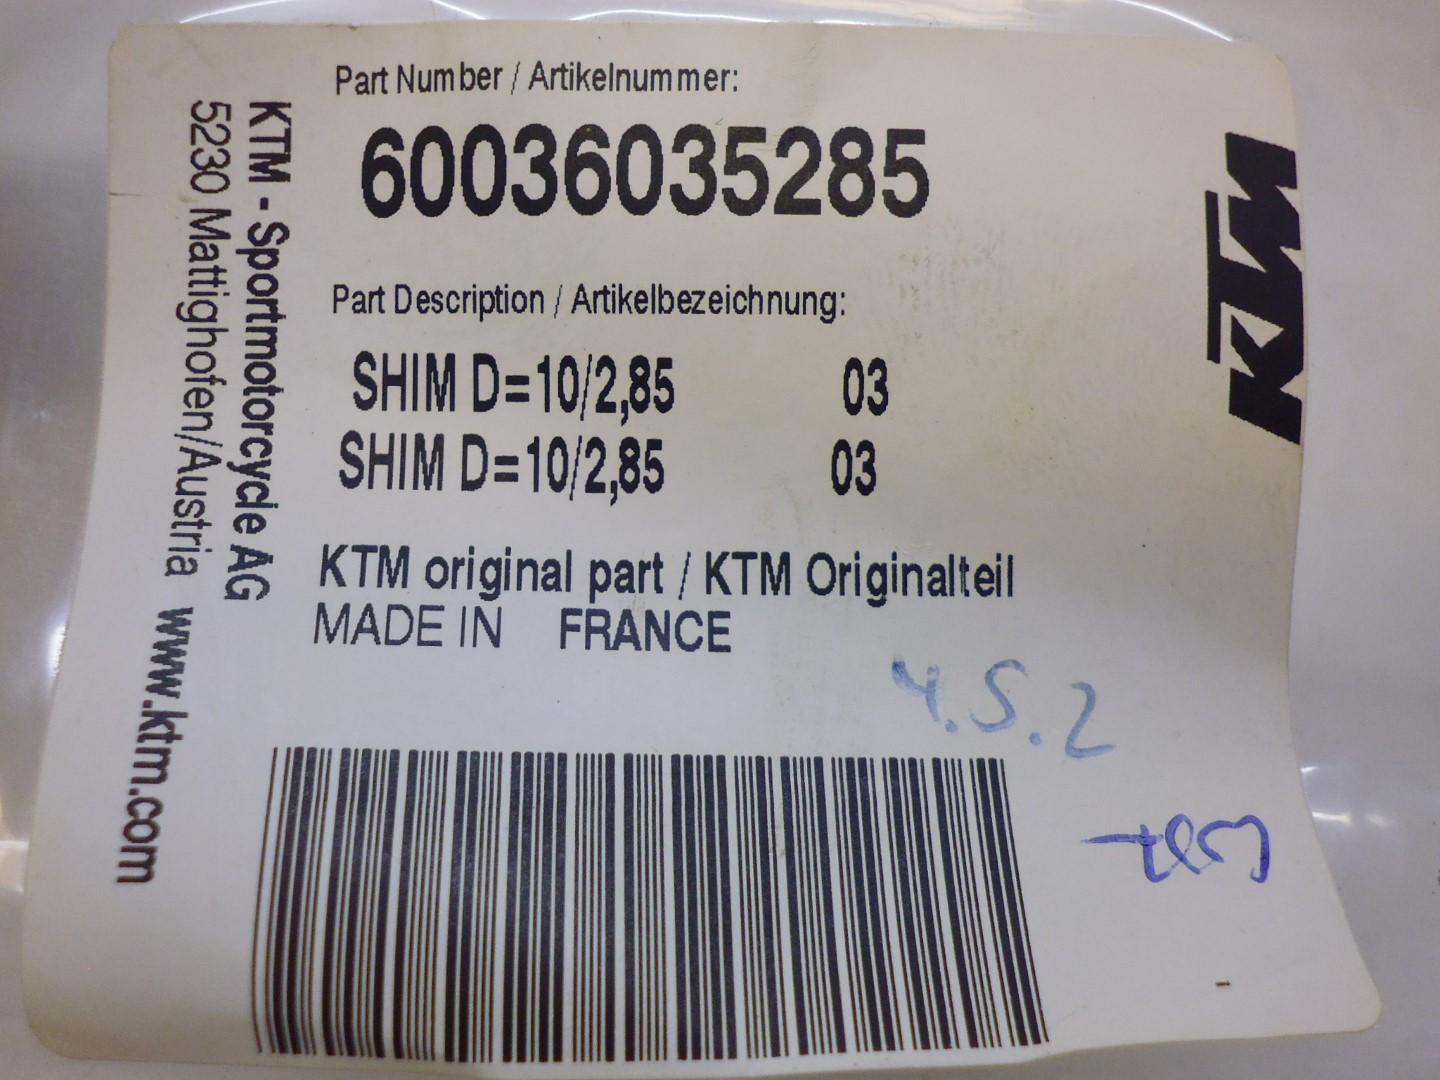 Part Number / Artikelnummer:
60036035285
Part Description / Artikelbezeichnung:
SHIM D=10/2,85 03
SHIM D=10/2,85 03
KTM original part / KTM Originalteil
MADE IN FRANCE
4.5.2
KTM - Sportmotorcycle AG
5230 Mattighofen/Austria www.ktm.com
KTM